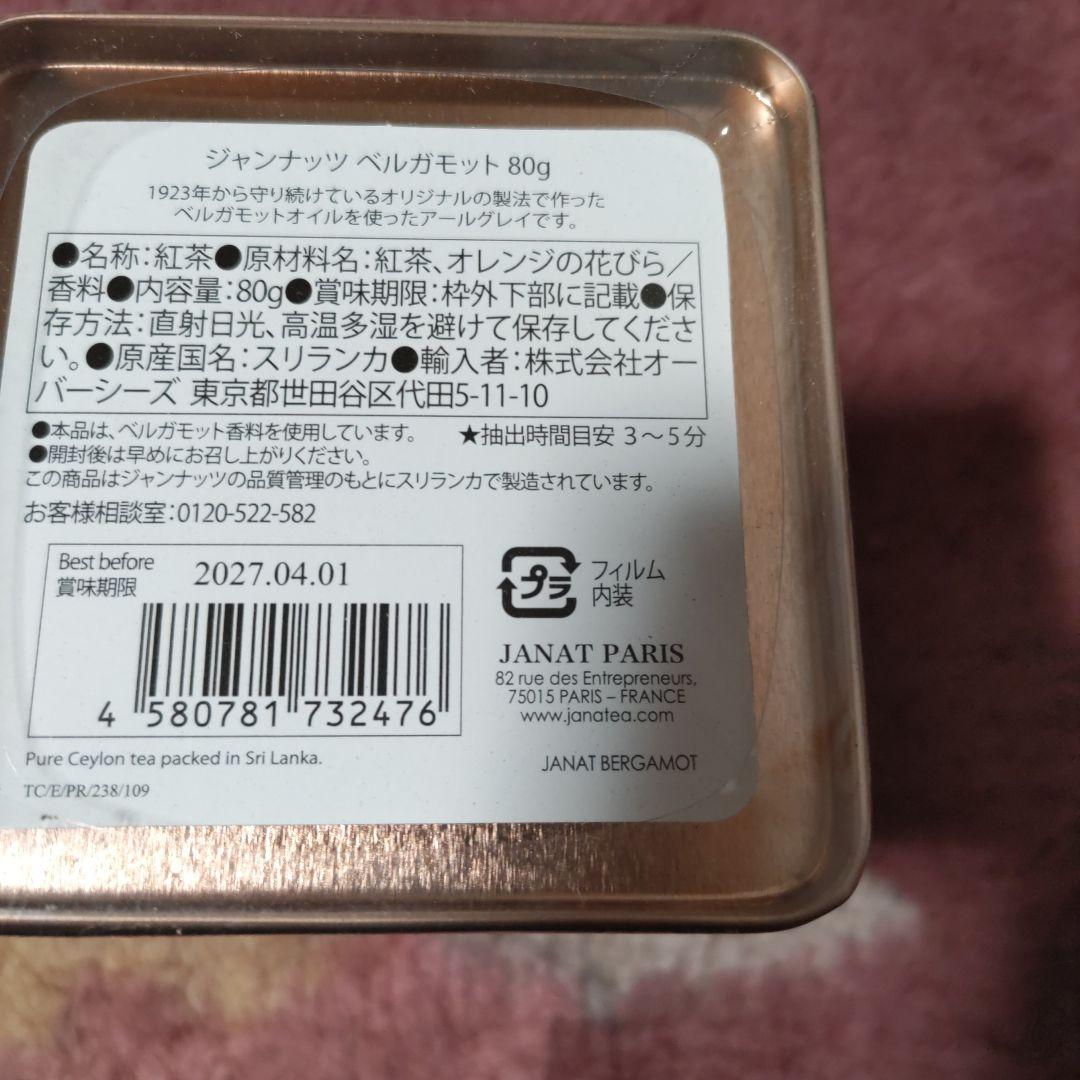 ジャンナッツ ベルガモット 80g
1923年から守り続けているオリジナルの製法で作った
ベルガモットオイルを使ったアールグレイです。
●名称：紅茶●原材料名：紅茶、オレンジの花びら／
香料●内容量：80g●賞味期限：枠外下部に記載●保
存方法：直射日光、高温多湿を避けて保存してくださ
い。●原産国名：スリランカ●輸入者：株式会社オー
バーシーズ 東京都世田谷区代田5-11-10
●本品は、ベルガモット香料を使用しています。 ★抽出時間目安 3～5分
●開封後は早めにお召し上がりください。
この商品はジャンナッツの品質管理のもとにスリランカで製造されています。
お客様相談室：0120-522-582
Best before
賞味期限
2027.04.01
4 580781 732476
プラ
フィルム
内装
JANAT PARIS
82 rue des Entrepreneurs,
75015 PARIS – FRANCE
www.janatea.com
Pure Ceylon tea packed in Sri Lanka.
JANAT BERGAMOT
TC/E/PR/238/109